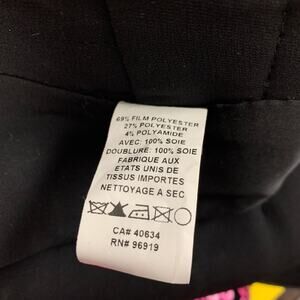 69% FILM POLYESTER
27% POLYESTER
4% POLYAMIDE
AVEC: 100% SOIE
DOUBLURE: 100% SOIE
FABRIQUE AUX
ETATS UNIS DE
TISSUS IMPORTES
NETTOYAGE A SEC
CA# 40634
RN# 96919